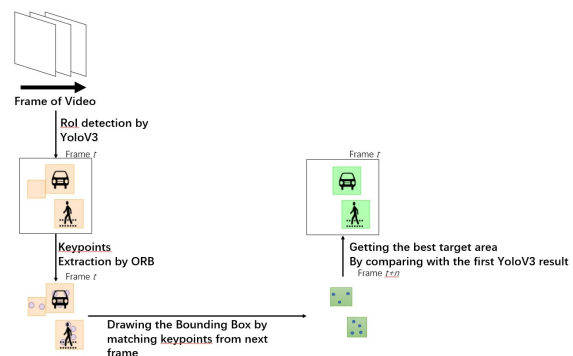 Frame of Video
RoI detection by
YoloV3
Frame t
Keypoints
Extraction by ORB
Frame t
Drawing the Bounding Box by
matching keypoints from next
frame
Frame t
Getting the best target area
By comparing with the first YoloV3 result
Frame t+n